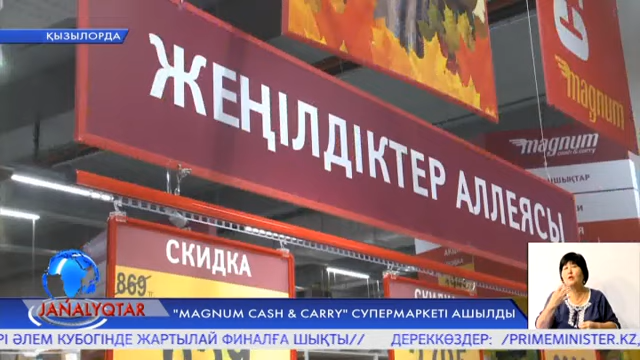 ҚЫЗЫЛОРДА
ЖЕҢІЛДІКТЕР АЛЛЕЯСЫ
magnum
magnum
cash & carry
СКИДКА
869
СКИДКА
JAŃALYQTAR
"MAGNUM CASH & CARRY" СУПЕРМАРКЕТІ АШЫЛДЫ
РІ ӘЛЕМ КУБОГІНДЕ ЖАРТЫЛАЙ ФИНАЛҒА ШЫҚТЫ// ДЕРЕККӨЗДЕР: /PRIMEMINISTER.KZ